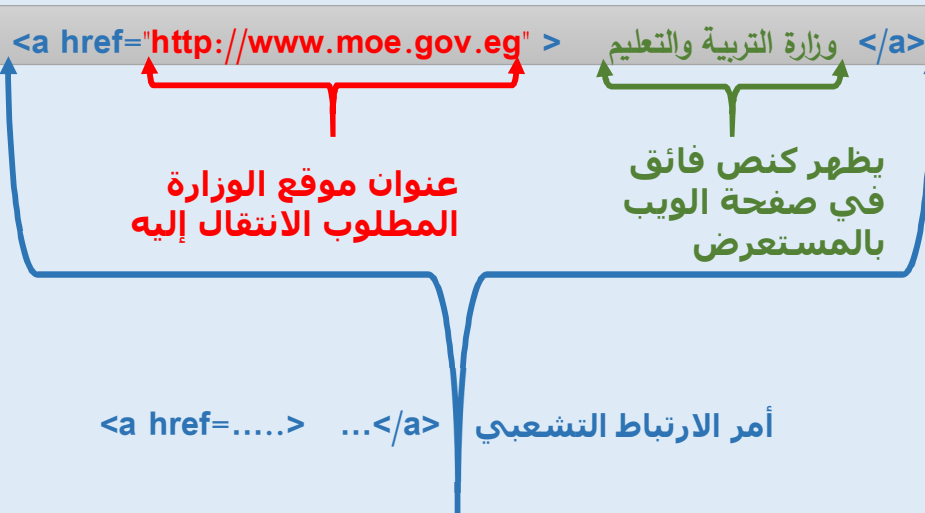 <a href="http://www.moe.gov.eg" > وزارة التربية والتعليم </a>
يظهر كنص فائق
في صفحة الويب
بالمستعرض
عنوان موقع الوزارة
المطلوب الانتقال إليه
أمر الارتباط التشعبي <a href=.....> ...</a>